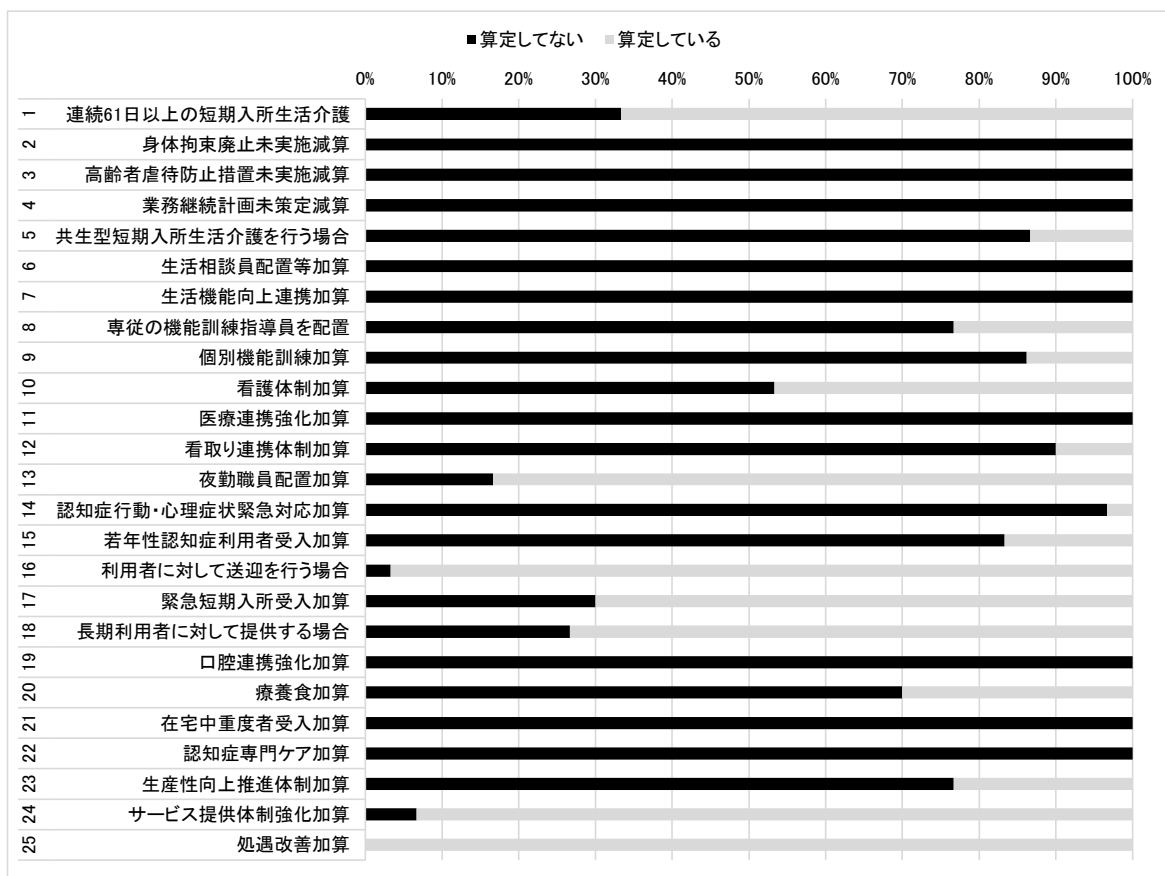 ■算定してない ■算定している
0% 10% 20% 30% 40% 50% 60% 70% 80% 90% 100%
1 連続61日以上の短期入所生活介護
2 身体拘束廃止未実施減算
3 高齢者虐待防止措置未実施減算
4 業務継続計画未策定減算
5 共生型短期入所生活介護を行う場合
6 生活相談員配置等加算
7 生活機能向上連携加算
8 専従の機能訓練指導員を配置
9 個別機能訓練加算
10 看護体制加算
11 医療連携強化加算
12 看取り連携体制加算
13 夜勤職員配置加算
14 認知症行動・心理症状緊急対応加算
15 若年性認知症利用者受入加算
16 利用者に対して送迎を行う場合
17 緊急短期入所受入加算
18 長期利用者に対して提供する場合
19 口腔連携強化加算
20 療養食加算
21 在宅中重度者受入加算
22 認知症専門ケア加算
23 生産性向上推進体制加算
24 サービス提供体制強化加算
25 処遇改善加算